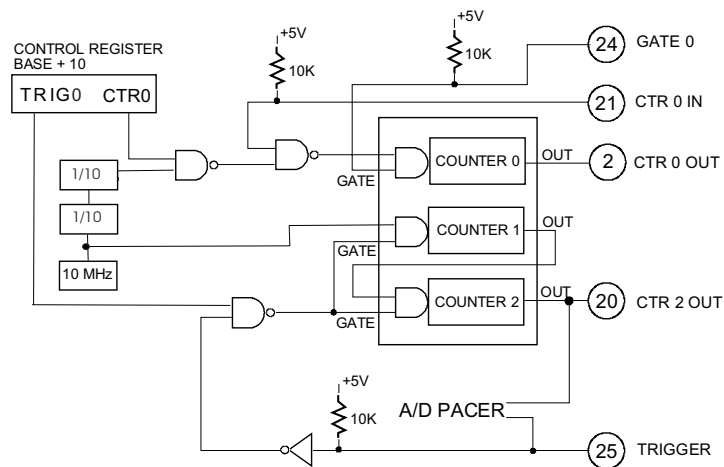 +5V
+5V
24 GATE 0
CONTROL REGISTER
BASE + 10
10K
10K
TRIG0 CTR0
21 CTR 0 IN
COUNTER 0
OUT
2 CTR 0 OUT
1/10
GATE
1/10
COUNTER 1
OUT
GATE
10 MHz
COUNTER 2
OUT
20 CTR 2 OUT
GATE
+5V
A/D PACER
10K
25 TRIGGER